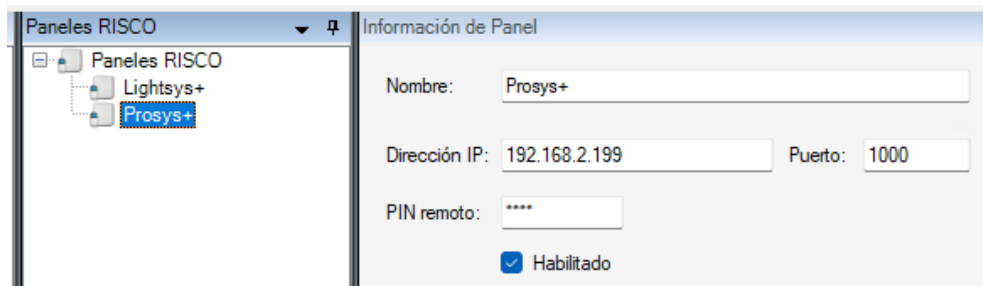 Paneles RISCO
Paneles RISCO
Lightsys+
Prosys+
Información de Panel
Nombre: Prosys+
Dirección IP: 192.168.2.199 Puerto: 1000
PIN remoto: ****
Habilitado